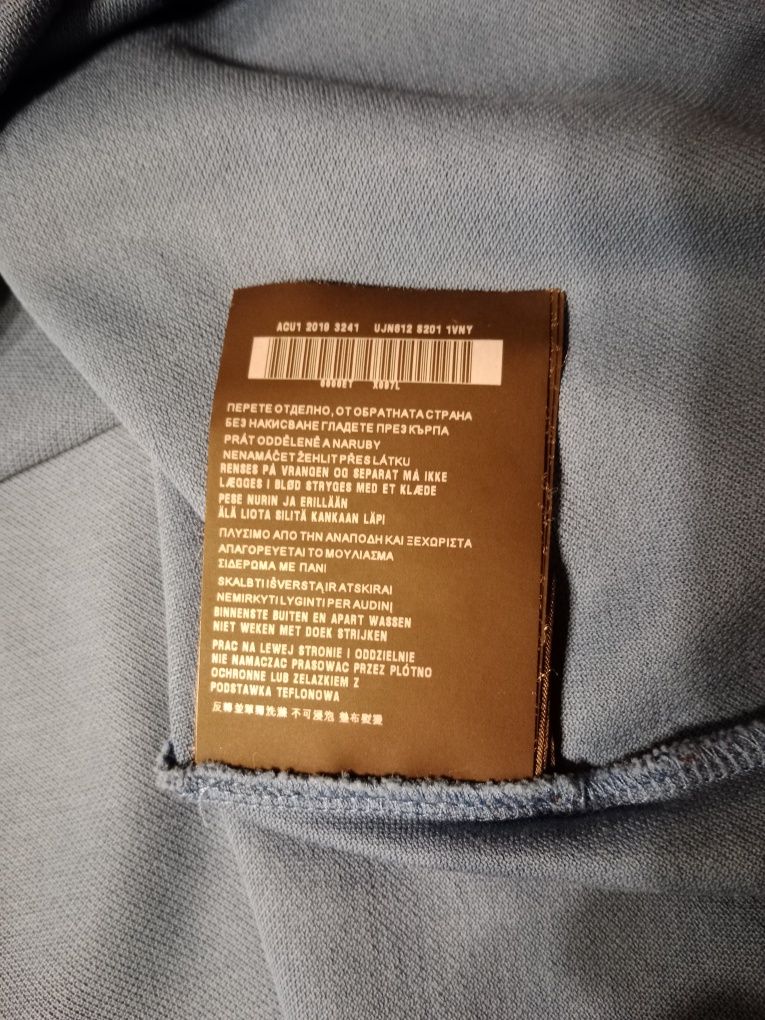 ACU1 2019 3241 UJN612 8201 1VNY
ПЕРЕТЕ ОТДЕЛНО, ОТ ОБРАТНАТА СТРАНА
БЕЗ НАКИСВАНЕ ГЛАДЕТЕ ПРЕЗ КЪРПА
PRÁT ODDĚLENĚ A NARUBY
NENAMÁČET ŽEHLIT PŘES LÁTKU
RENSES PÅ VRANGEN OG SEPARAT MÅ IKKE
LÆGGES I BLØD STRYGES MED ET KLÆDE
PESE NURIN JA ERILLÄÄN
ÄLÄ LIOTA SILITÄ KANKAAN LÄPI
ΠΛΥΣΙΜΟ ΑΠΟ ΤΗΝ ΑΝΑΠΟΔΗ ΚΑΙ ΞΕΧΩΡΙΣΤΑ
ΑΠΑΓΟΡΕΥΕΤΑΙ ΤΟ ΜΟΥΛΙΑΣΜΑ
ΣΙΔΕΡΩΜΑ ΜΕ ΠΑΝΙ
SKALBTI IŠVERSTĄ IR ATSKIRAI
NEMIRKYTI LYGINTI PER AUDINĮ
BINNENSTE BUITEN EN APART WASSEN
NIET WEKEN MET DOEK STRIJKEN
PRAC NA LEWEJ STRONIE I ODDZIELNIE
NIE NAMACZAC PRASOWAC PRZEZ PLÓTNO
OCHRONNE LUB ZELAZKIEM Z
PODSTAWKA TEFLONOWA
反轉並單獨洗滌 不可浸泡 墊布熨燙